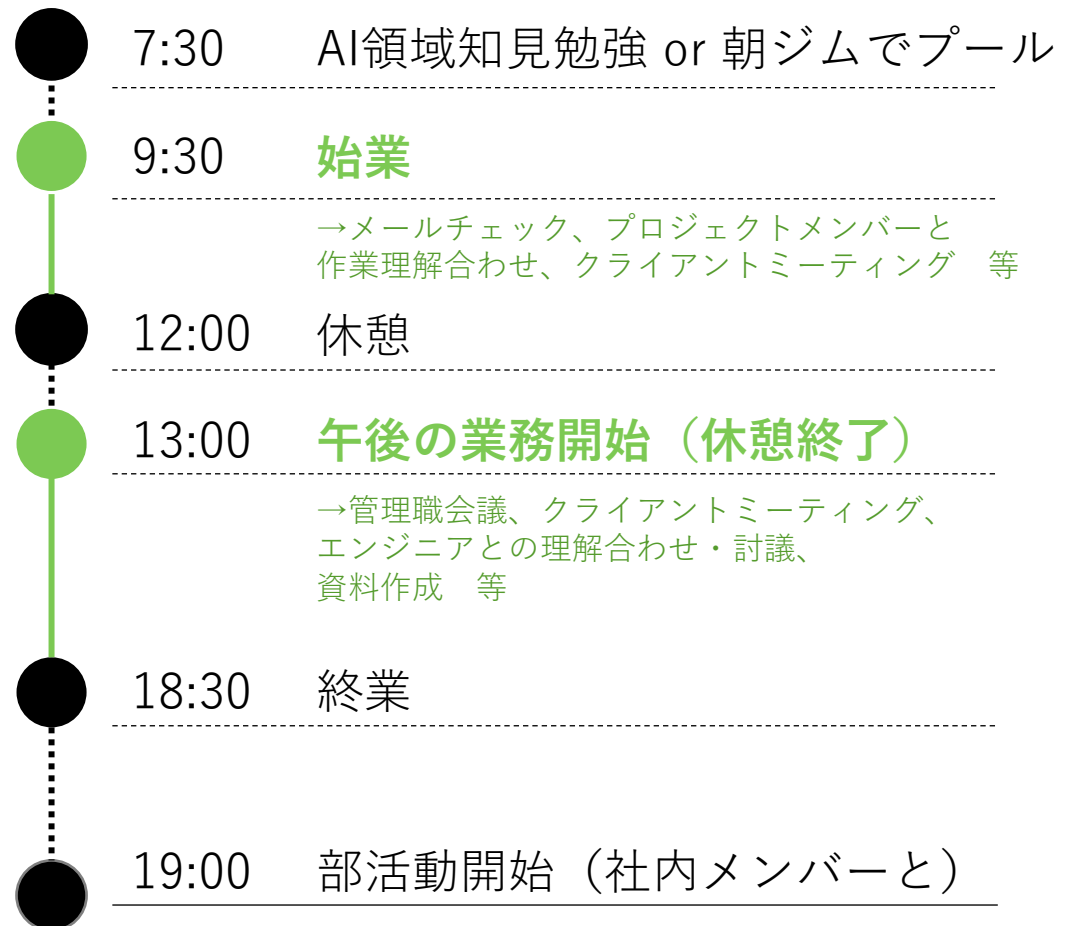 7:30 AI領域知見勉強 or 朝ジムでプール
9:30 始業
→メールチェック、プロジェクトメンバーと
作業理解合わせ、クライアントミーティング　等
12:00 休憩
13:00 午後の業務開始（休憩終了）
→管理職会議、クライアントミーティング、
エンジニアとの理解合わせ・討議、
資料作成　等
18:30 終業
19:00 部活動開始（社内メンバーと）